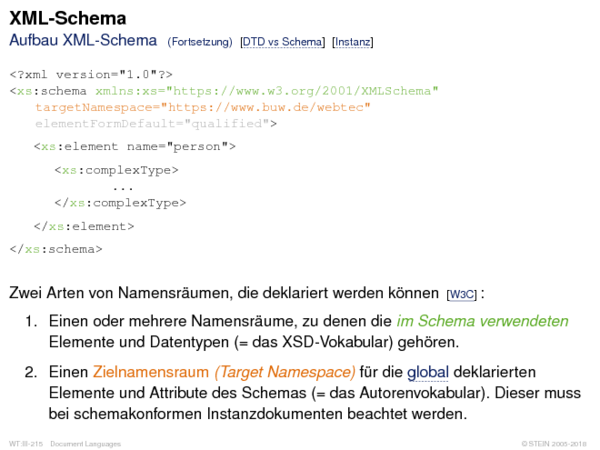 XML-Schema
Aufbau XML-Schema (Fortsetzung) [DTD vs Schema] [Instanz]
<?xml version="1.0"?>
<xs:schema xmlns:xs="https://www.w3.org/2001/XMLSchema"
targetNamespace="https://www.buw.de/webtec"
elementFormDefault="qualified">
<xs:element name="person">
<xs:complexType>
...
</xs:complexType>
</xs:element>
</xs:schema>
Zwei Arten von Namensräumen, die deklariert werden können [W3C] :
1. Einen oder mehrere Namensräume, zu denen die im Schema verwendeten
Elemente und Datentypen (= das XSD-Vokabular) gehören.
2. Einen Zielnamensraum (Target Namespace) für die global deklarierten
Elemente und Attribute des Schemas (= das Autorenvokabular). Dieser muss
bei schemakonformen Instanzdokumenten beachtet werden.
WT:III-215 Document Languages © STEIN 2005-2018